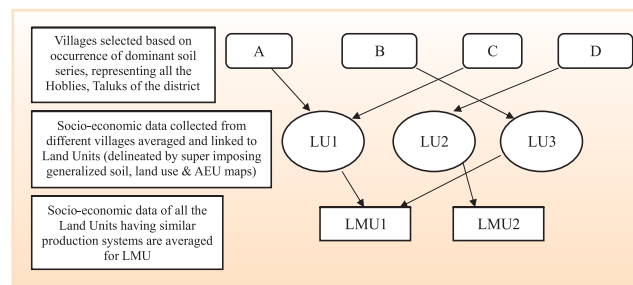 Villages selected based on
occurrence of dominant soil
series, representing all the
Hoblies, Taluks of the district
A
B
C
D
Socio-economic data collected from
different villages averaged and linked to
Land Units (delineated by super imposing
generalized soil, land use & AEU maps)
LU1
LU2
LU3
Socio-economic data of all the
Land Units having similar
production systems are averaged
for LMU
LMU1
LMU2